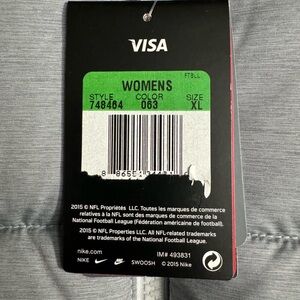 VISA
FTBLL
WOMENS
STYLE COLOR SIZE
748464 063 XL
2015 © NFL Propriétés LLC. Toutes les marques de commerce
relatives à la NFL sont des marques de commerce de la
National Football League (Fédération américaine de football).
2015 © NFL Properties LLC. All NFL-related trademarks
are trademarks of the National Football League.
nike.com IM# 493831
NIKE SWOOSH © 2015 Nike